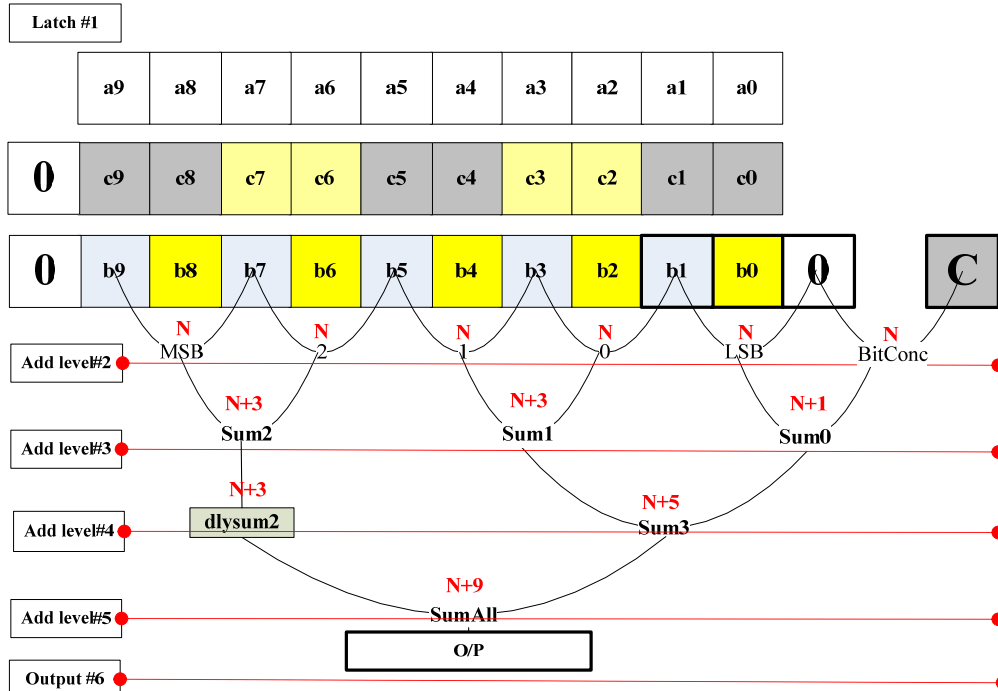 Latch #1
a9 a8 a7 a6 a5 a4 a3 a2 a1 a0
0 c9 c8 c7 c6 c5 c4 c3 c2 c1 c0
0 b9 b8 b7 b6 b5 b4 b3 b2 b1 b0 0 C
N N N N N N
Add level#2 MSB 2 1 0 LSB BitConc
N+3 N+3 N+1
Add level#3 Sum2 Sum1 Sum0
N+3 N+5
Add level#4 dlysum2 Sum3
N+9
Add level#5 SumAll
O/P
Output #6